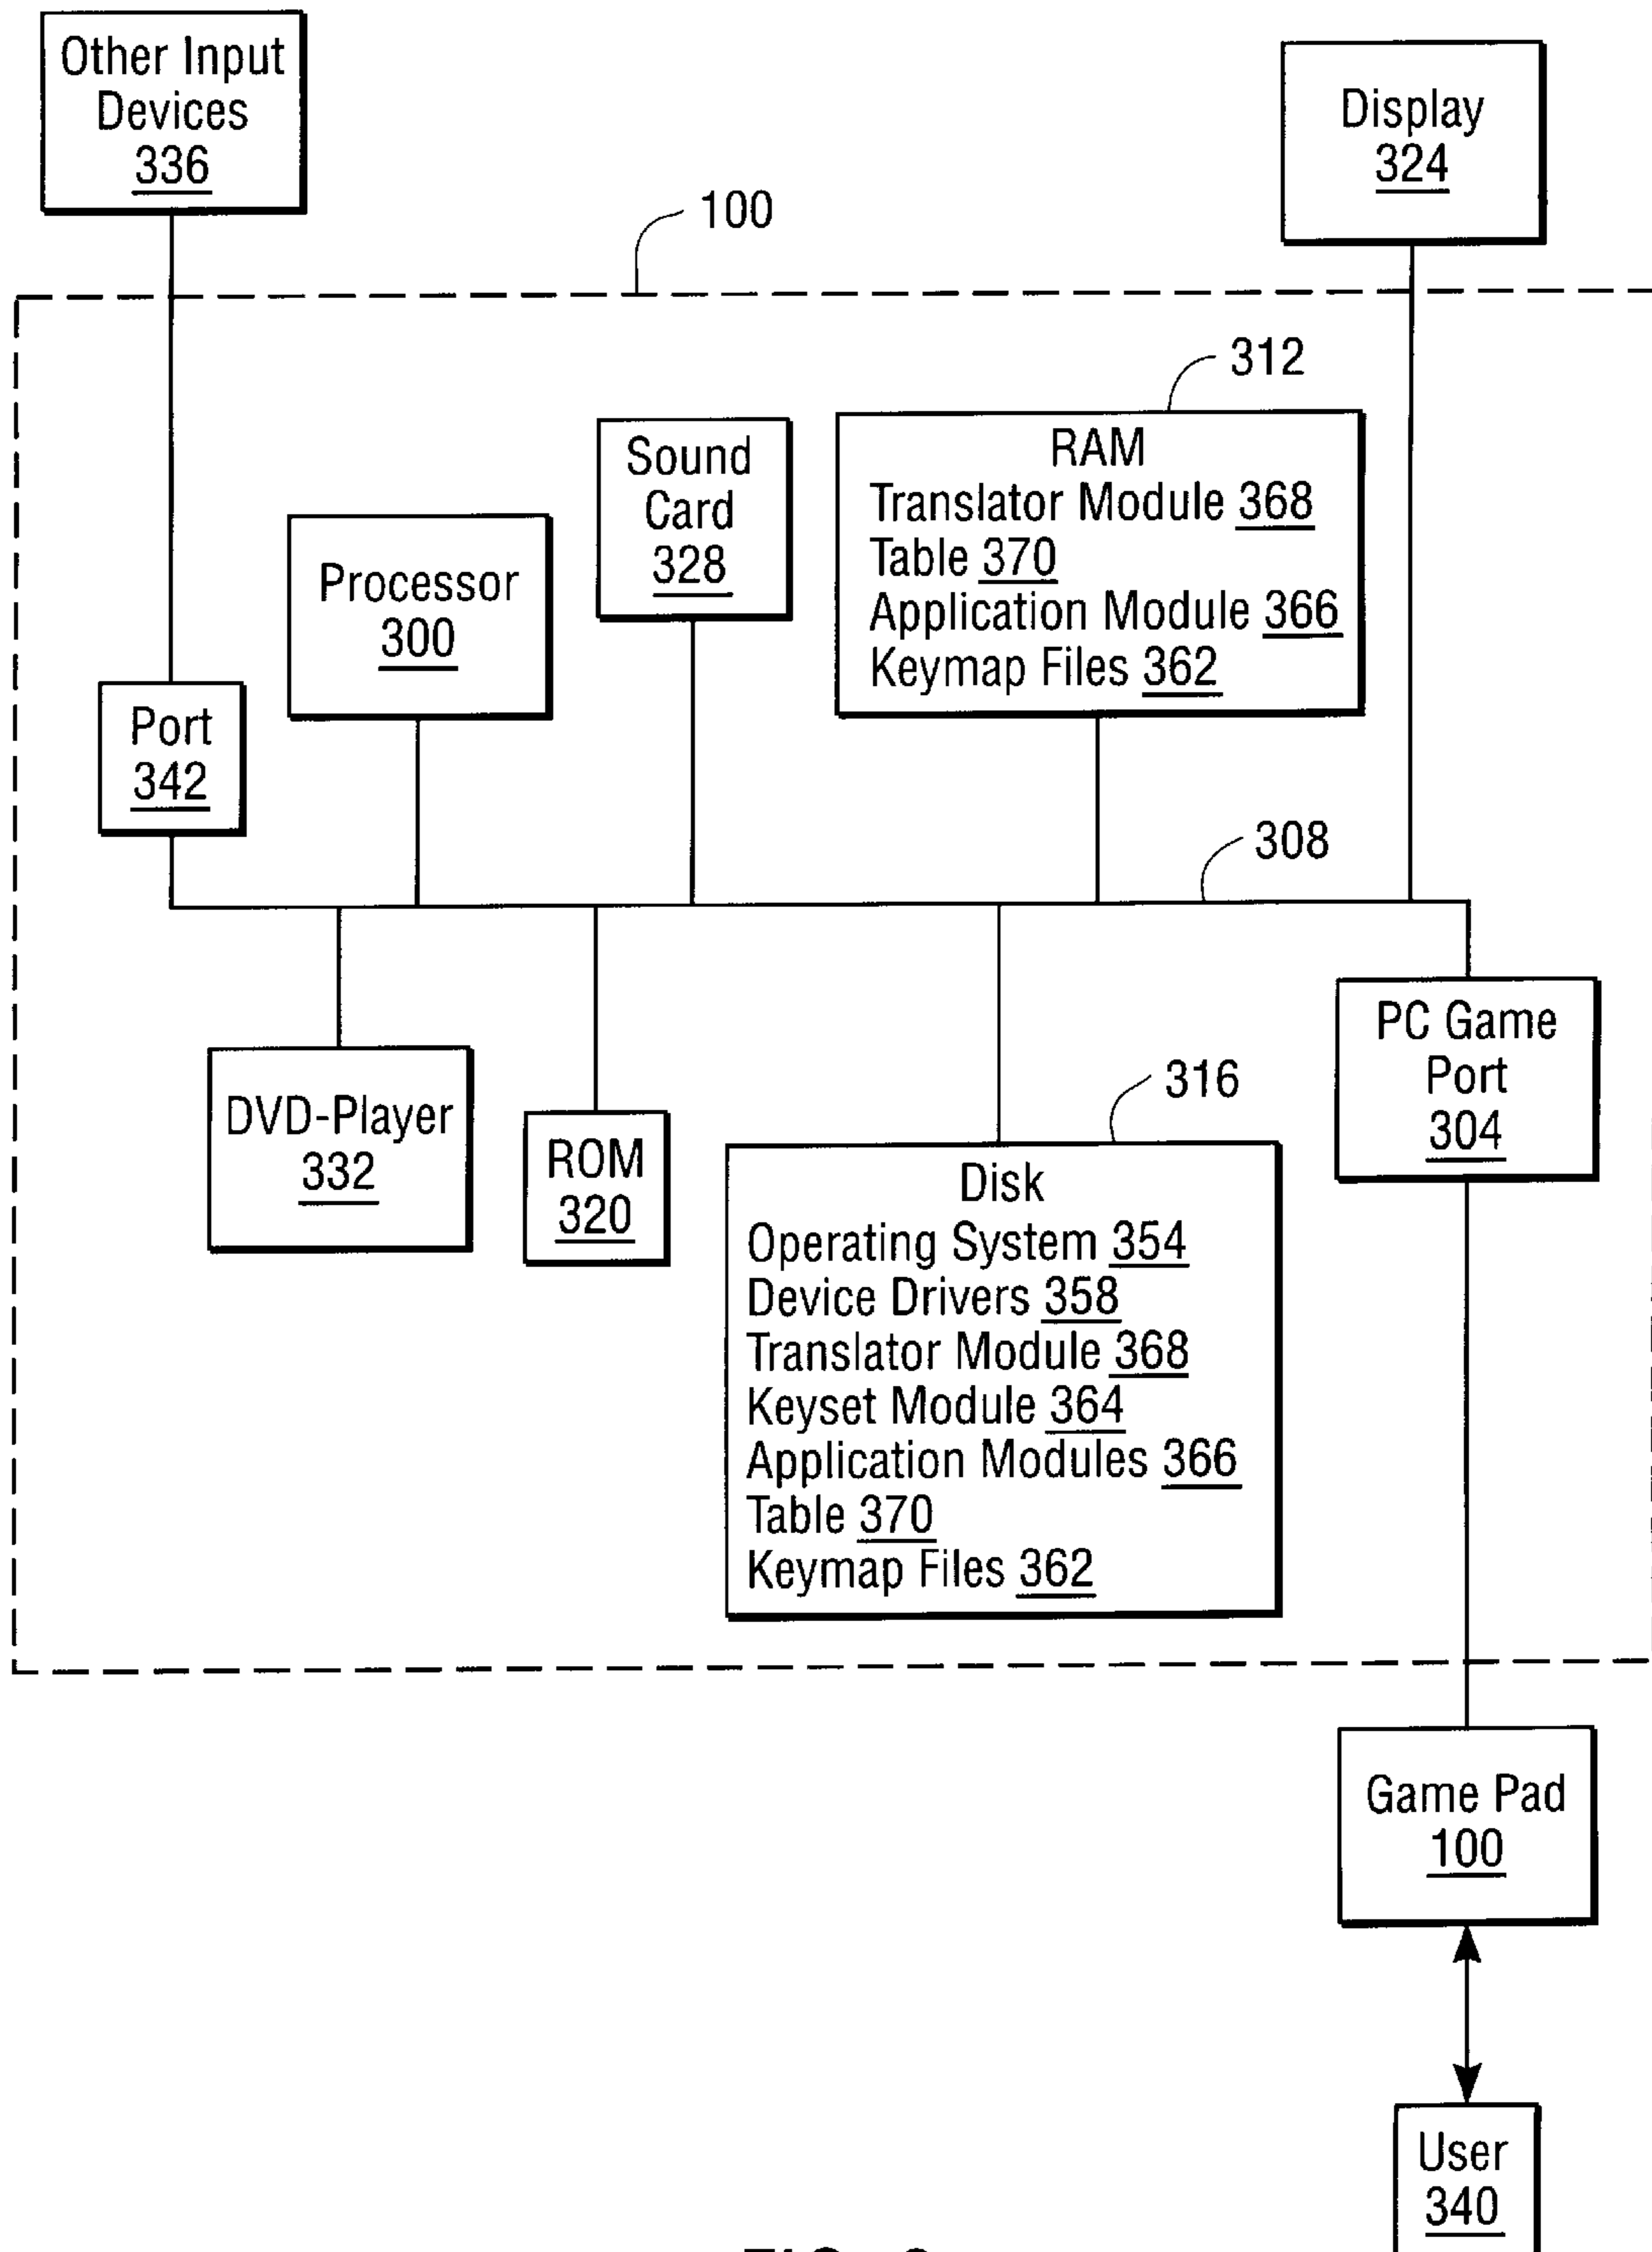 Other Input
Devices
336
Display
324
100
312
Sound
Card
328
RAM
Translator Module 368
Table 370
Application Module 366
Keymap Files 362
Processor
300
Port
342
308
DVD-Player
332
ROM
320
316
Disk
Operating System 354
Device Drivers 358
Translator Module 368
Keyset Module 364
Application Modules 366
Table 370
Keymap Files 362
PC Game
Port
304
Game Pad
100
User
340